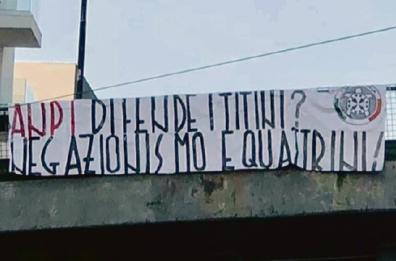 ANPI DIFENDE I TITINI?
NEGAZIONISMO E QUATTRINI!